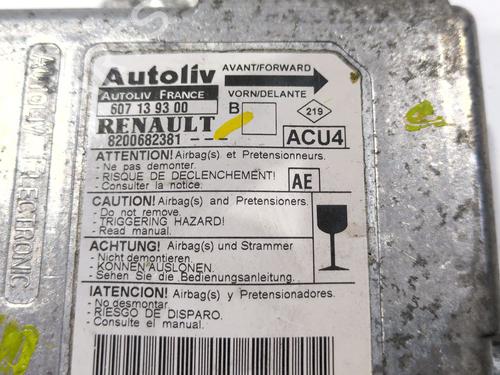 Autoliv
AUTOLIV FRANCE
607 13 93 00
RENAULT
8200682381 ---
AVANT/FORWARD
VORN/DELANTE
B
219
ACU4
ATTENTION! Airbag(s) et Pretensionneurs.
- Ne pas demonter.
- RISQUE DE DECLENCHEMENT!
- Consulter la notice.
AE
CAUTION! Airbag(s) and Pretensioners.
- Do not remove.
- TRIGGERING HAZARD!
- Read manual.
ACHTUNG! Airbag(s) und Strammer
- Nicht demontieren.
- KONNEN AUSLONEN.
- Sehen Sie die Bedienungsanleitung.
IATENCION! Airbag(s) y Pretensionadores.
- No desmontar
- RIESGO DE DISPARO.
- Consulte el manual.